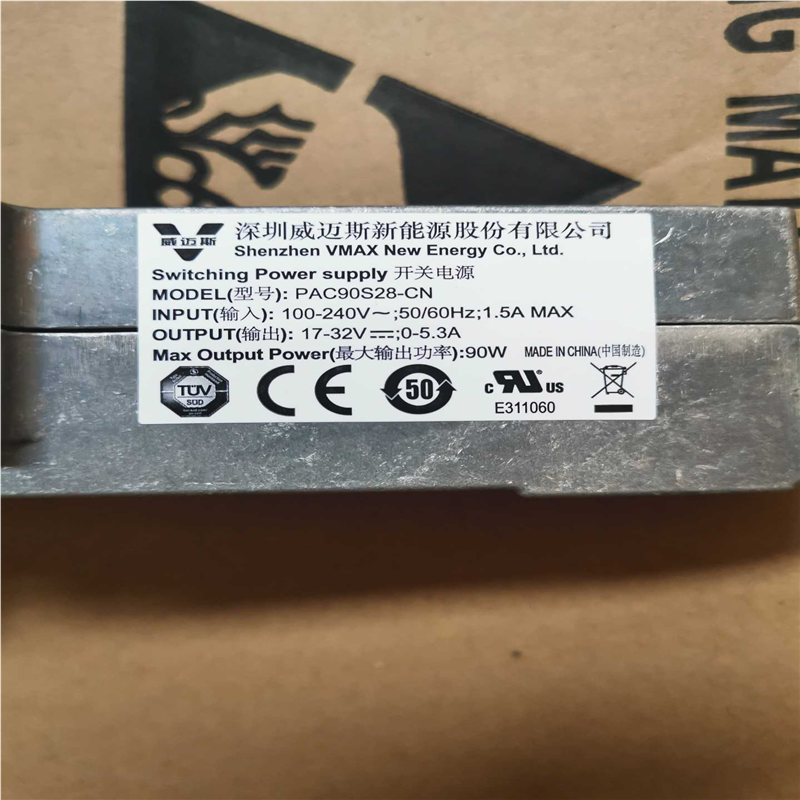 NG MA
威迈斯
深圳威迈斯新能源股份有限公司
Shenzhen VMAX New Energy Co., Ltd.
Switching Power supply 开关电源
MODEL(型号): PAC90S28-CN
INPUT(输入): 100-240V~;50/60Hz;1.5A MAX
OUTPUT(输出): 17-32V⎓;0-5.3A
Max Output Power(最大输出功率):90W MADE IN CHINA(中国制造)
TÜV SÜD
CE
50
c RU us
E311060